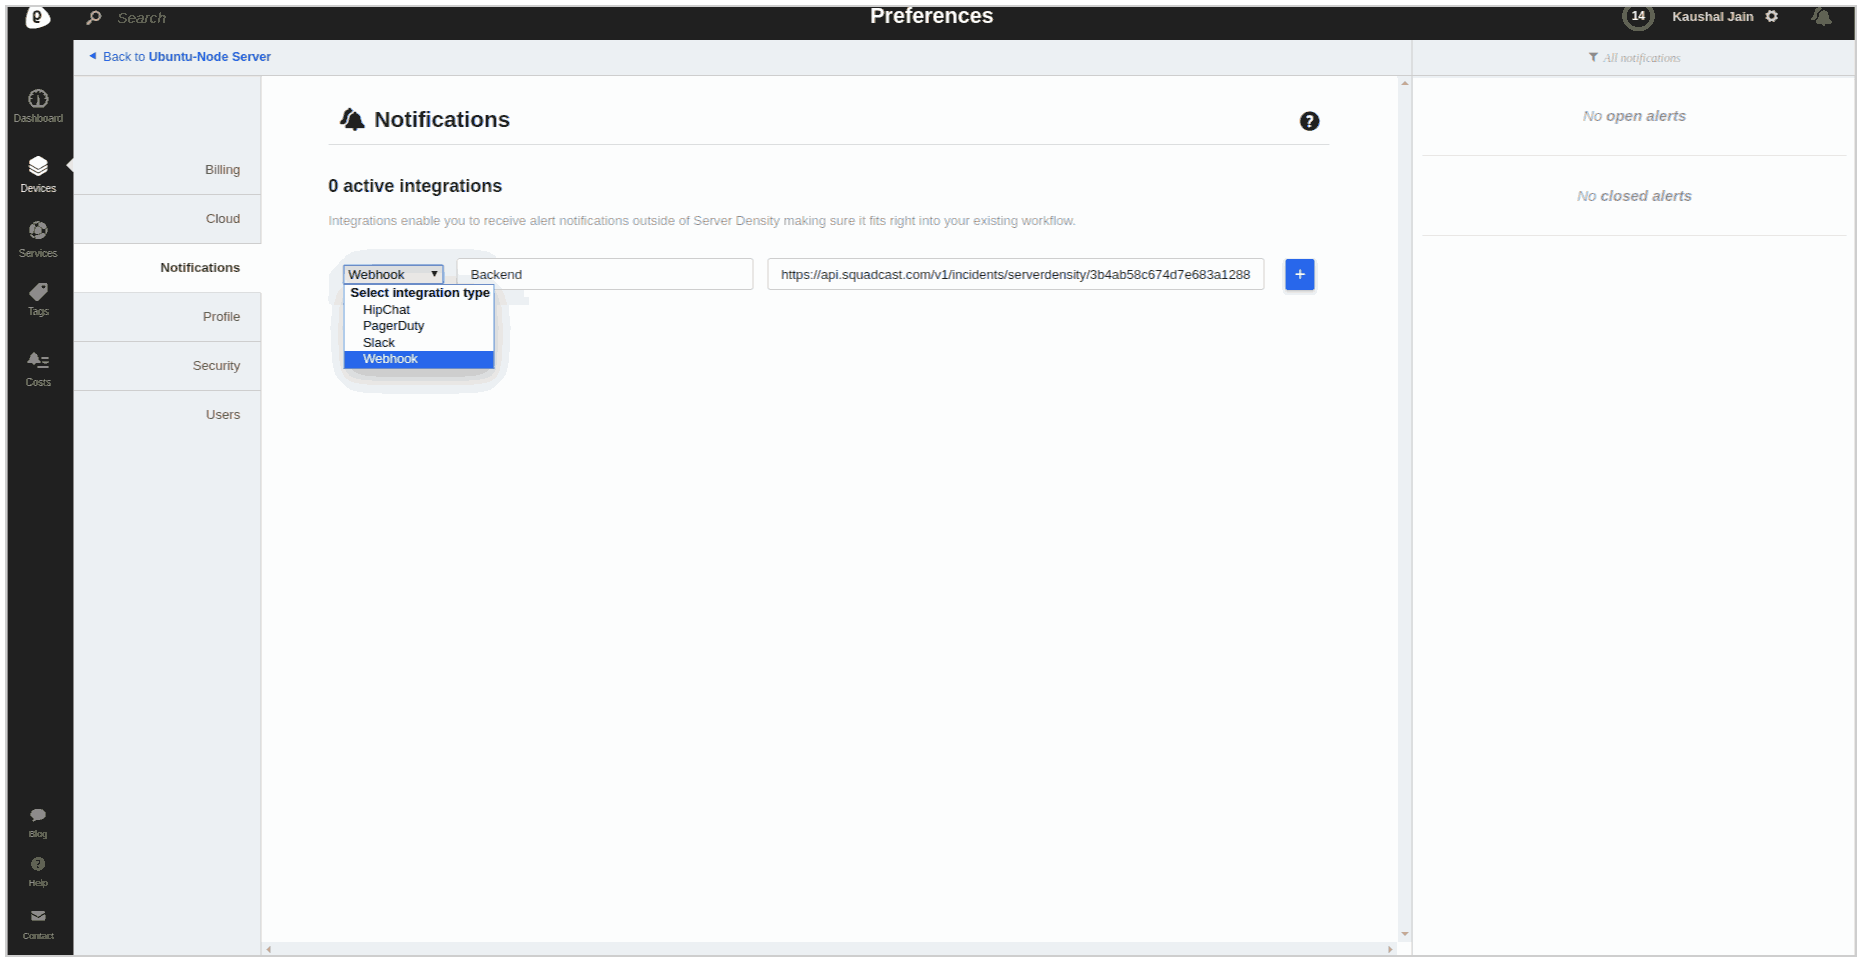 Search
Preferences
14
Kaushal Jain
Back to Ubuntu-Node Server
All notifications
Dashboard
Devices
Services
Tags
Costs
Blog
Help
Contact
Billing
Cloud
Notifications
Profile
Security
Users
Notifications
?
0 active integrations
Integrations enable you to receive alert notifications outside of Server Density making sure it fits right into your existing workflow.
Webhook
Backend
https://api.squadcast.com/v1/incidents/serverdensity/3b4ab58c674d7e683a1288
+
Select integration type
HipChat
PagerDuty
Slack
Webhook
No open alerts
No closed alerts